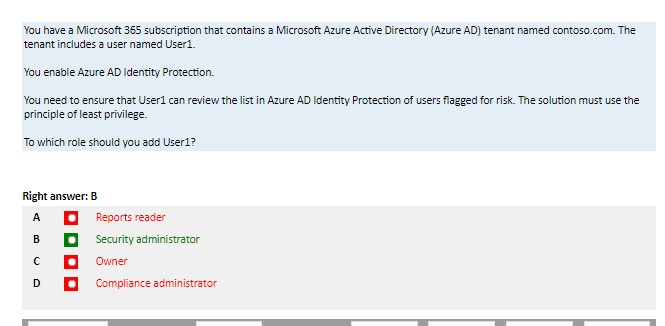 You have a Microsoft 365 subscription that contains a Microsoft Azure Active Directory (Azure AD) tenant named contoso.com. The
tenant includes a user named User1.
You enable Azure AD Identity Protection.
You need to ensure that User1 can review the list in Azure AD Identity Protection of users flagged for risk. The solution must use the
principle of least privilege.
To which role should you add User1?
Right answer: B
A Reports reader
B Security administrator
C Owner
D Compliance administrator